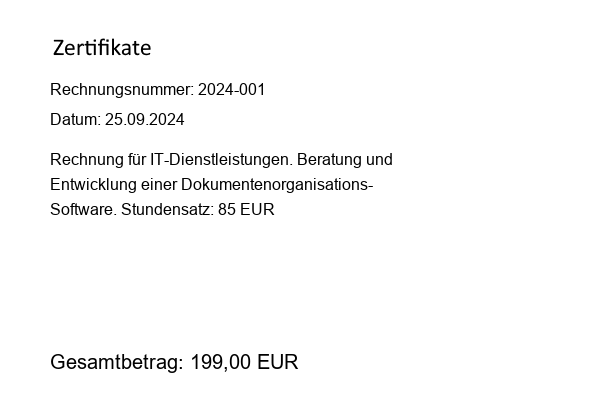 Zertifikate
Rechnungsnummer: 2024-001
Datum: 25.09.2024
Rechnung für IT-Dienstleistungen. Beratung und
Entwicklung einer Dokumentenorganisations-
Software. Stundensatz: 85 EUR
Gesamtbetrag: 199,00 EUR